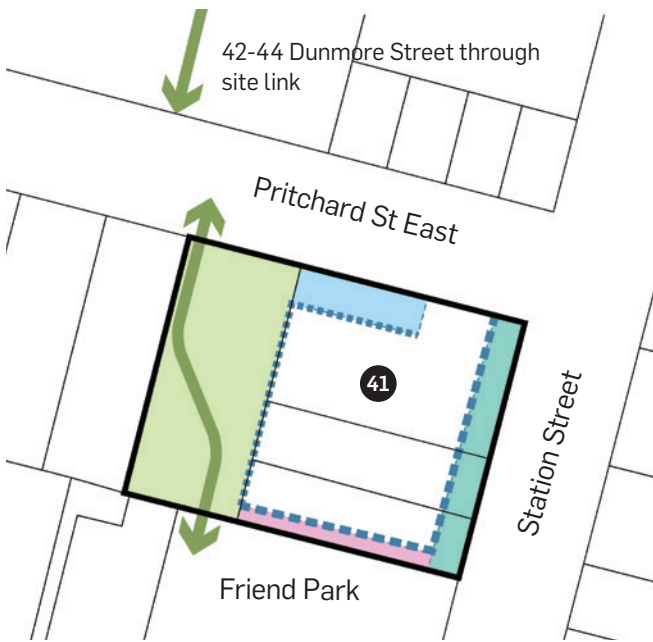 42-44 Dunmore Street through
site link
Pritchard St East
41
Station Street
Friend Park